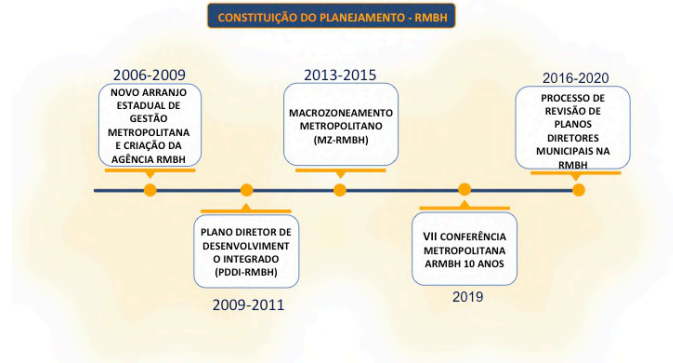 CONSTITUIÇÃO DO PLANEJAMENTO - RMBH
2006-2009
NOVO ARRANJO
ESTADUAL DE
GESTÃO
METROPOLITANA
E CRIAÇÃO DA
AGÊNCIA RMBH
PLANO DIRETOR DE
DESENVOLVIMENT
O INTEGRADO
(PDDI-RMBH)
2009-2011
2013-2015
MACROZONEAMENTO
METROPOLITANO
(MZ-RMBH)
VII CONFERÊNCIA
METROPOLITANA
ARMBH 10 ANOS
2019
2016-2020
PROCESSO DE
REVISÃO DE
PLANOS
DIRETORES
MUNICIPAIS NA
RMBH